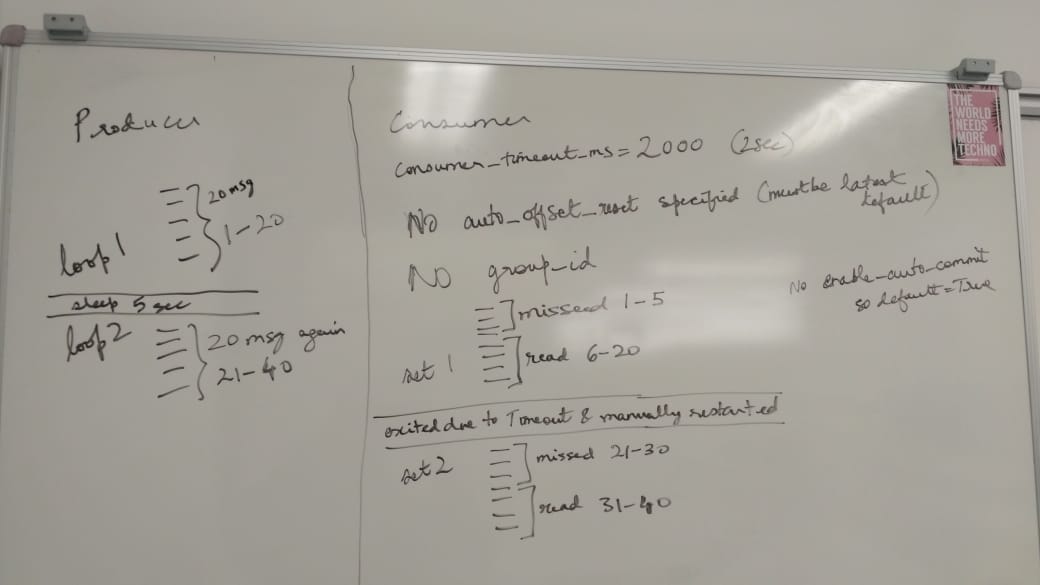 Producer
20 msg
1-20
loop 1
sleep 5 sec
loop 2
20 msg again
21-40
Consumer
consumer_timeout_ms = 2000 (2sec)
No auto_offset_reset specified (must be latest
default)
No group_id
No enable_auto_commit
so default = True
missed 1-5
set 1
read 6-20
exited due to Timeout & manually restarted
set 2
missed 21-30
read 31-40
THE
WORLD
NEEDS
MORE
TECHNO